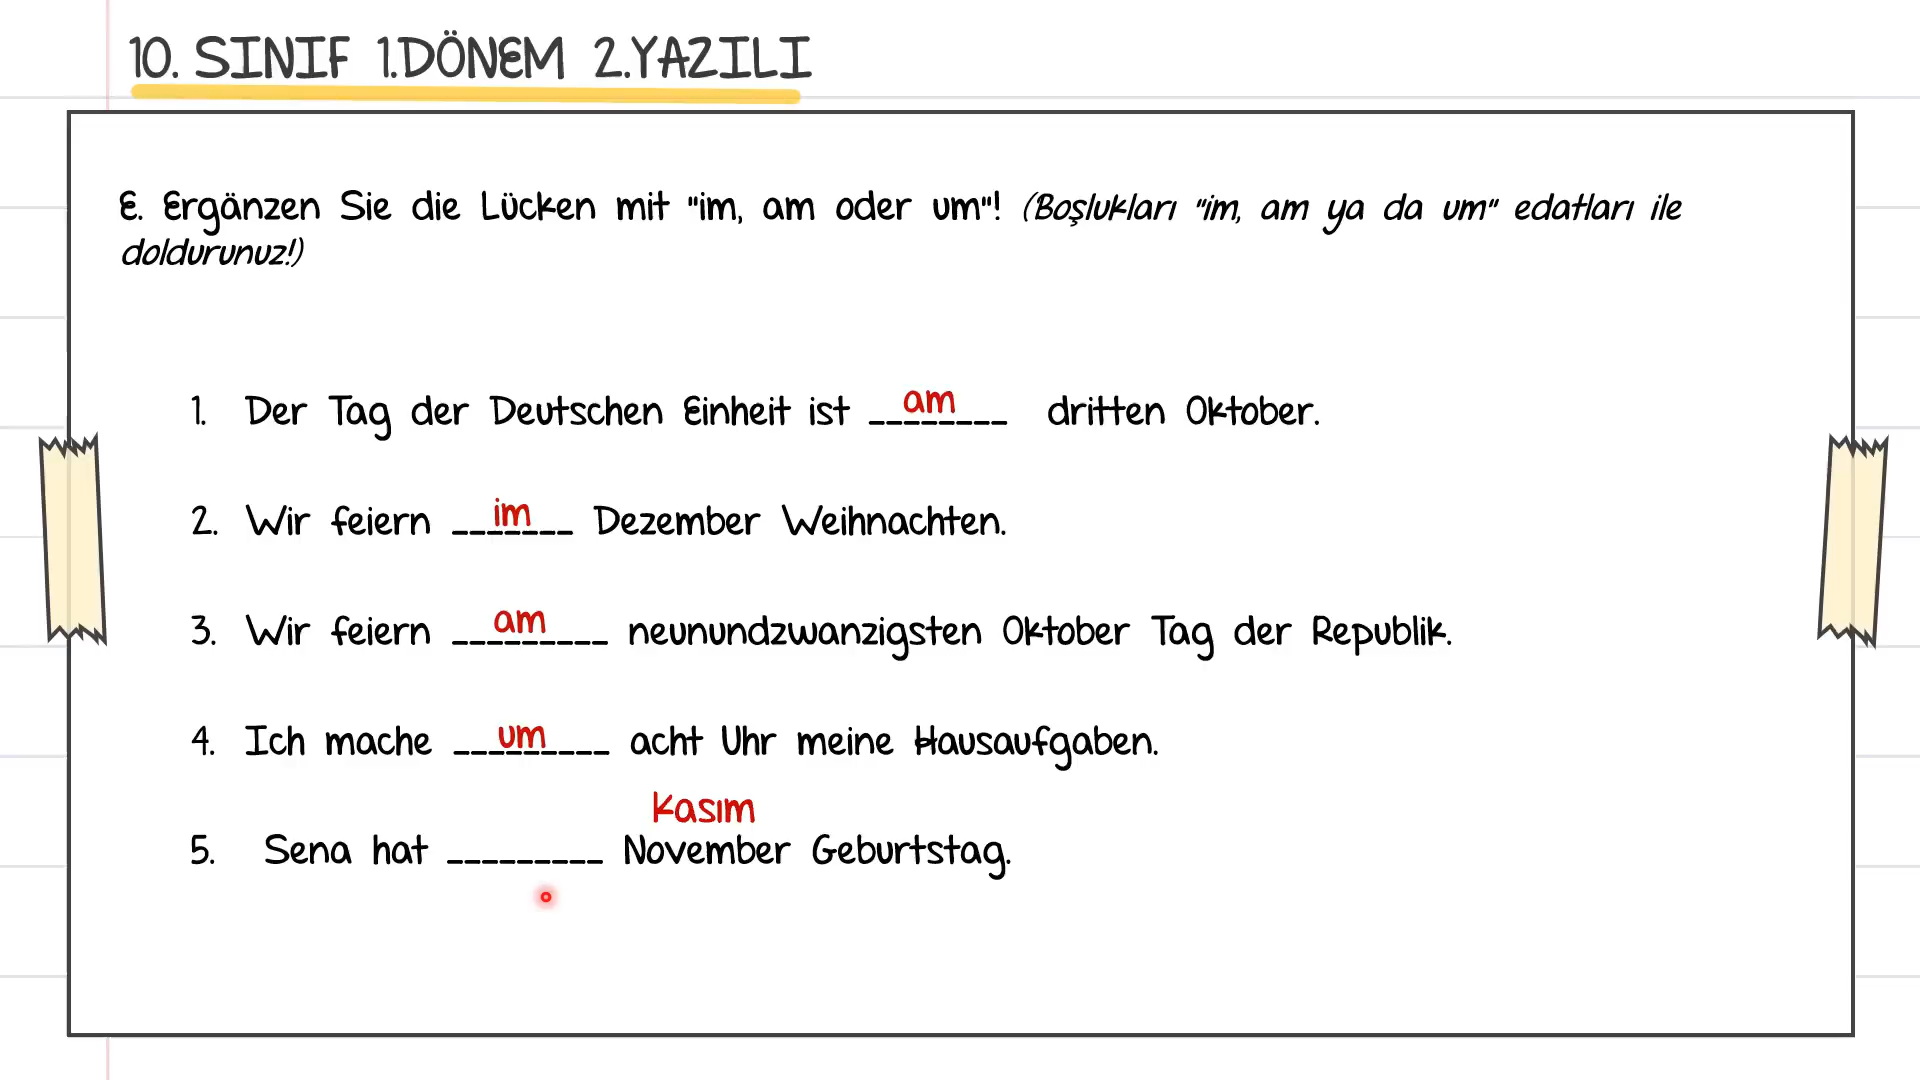 10. SINIF 1.DÖNEM 2.YAZILI
E. Ergänzen Sie die Lücken mit "im, am oder um"! (Boşlukları "im, am ya da um" edatları ile
doldurunuz!)
1. Der Tag der Deutschen Einheit ist ___am___ dritten Oktober.
2. Wir feiern __im__ Dezember Weihnachten.
3. Wir feiern ___am___ neunundzwanzigsten Oktober Tag der Republik.
4. Ich mache ___um___ acht Uhr meine Hausaufgaben.
Kasım
5. Sena hat _________ November Geburtstag.